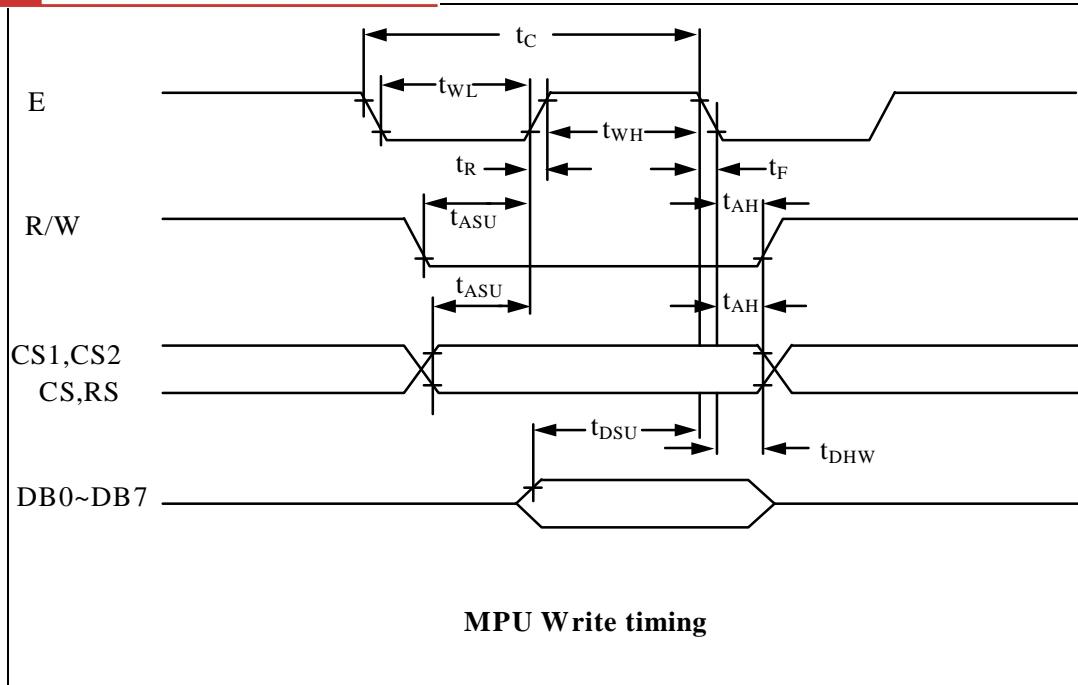 tC
E
tWL
tWH
tR
tF
R/W
tASU
tAH
tASU
tAH
CS1,CS2
CS,RS
tDSU
tDHW
DB0~DB7
MPU Write timing